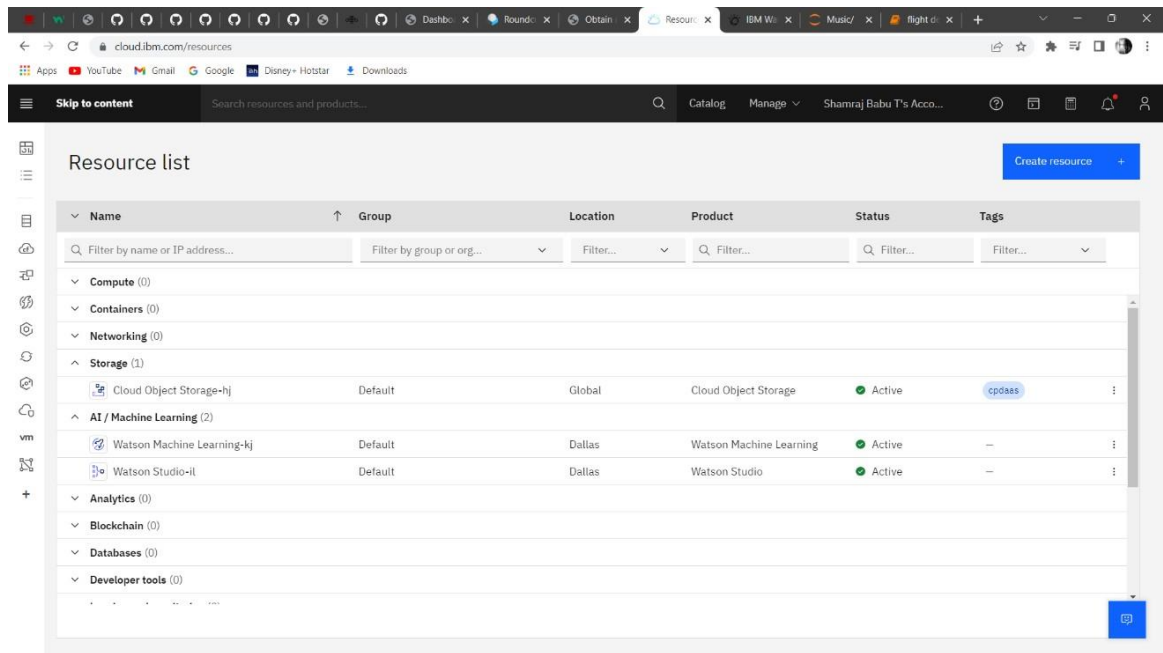 Dashbo
Roundo
Obtain
Resourc
IBM Wa
Music/
flight de
cloud.ibm.com/resources
Apps YouTube Gmail Google Disney+ Hotstar Downloads
Skip to content Search resources and products... Catalog Manage Shamraj Babu T's Acco...
Resource list
Create resource +
Name Group Location Product Status Tags
Filter by name or IP address... Filter by group or org... Filter... Filter... Filter... Filter...
Compute (0)
Containers (0)
Networking (0)
Storage (1)
Cloud Object Storage-hj Default Global Cloud Object Storage Active cpdaas
AI / Machine Learning (2)
Watson Machine Learning-kj Default Dallas Watson Machine Learning Active –
Watson Studio-il Default Dallas Watson Studio Active –
vm
Analytics (0)
Blockchain (0)
Databases (0)
Developer tools (0)